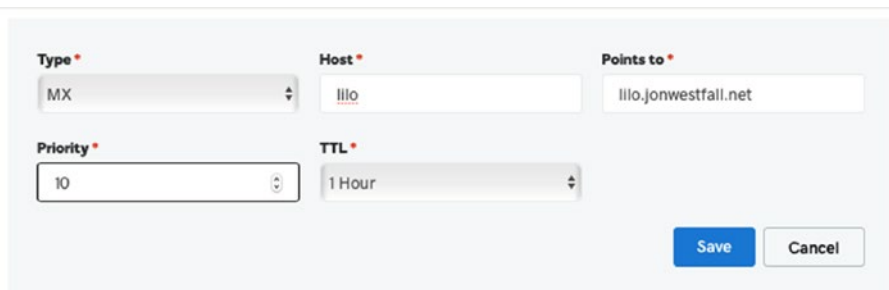 Type * Host * Points to *
MX lilo lilo.jonwestfall.net
Priority * TTL *
10 1 Hour
Save Cancel